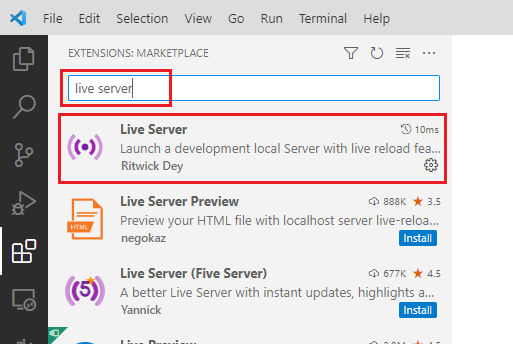 File Edit Selection View Go Run Terminal Help
EXTENSIONS: MARKETPLACE
live server
Live Server 10ms
Launch a development local Server with live reload fea...
Ritwick Dey
Live Server Preview 888K 3.5
Preview your HTML file with localhost server live-reloa...
negokaz Install
HTML
Live Server (Five Server) 677K 4.5
A better Live Server with instant updates, highlights a...
5
Yannick Install